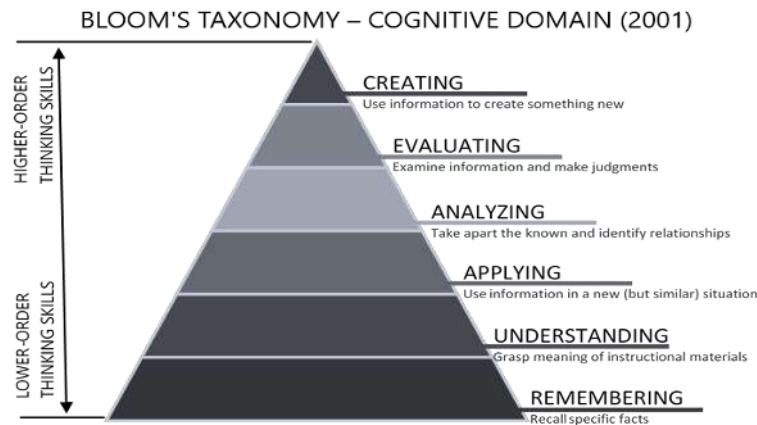 BLOOM'S TAXONOMY – COGNITIVE DOMAIN (2001)
HIGHER-ORDER
THINKING SKILLS
CREATING
Use information to create something new
EVALUATING
Examine information and make judgments
ANALYZING
Take apart the known and identify relationships
APPLYING
Use information in a new (but similar) situation
LOWER-ORDER
THINKING SKILLS
UNDERSTANDING
Grasp meaning of instructional materials
REMEMBERING
Recall specific facts